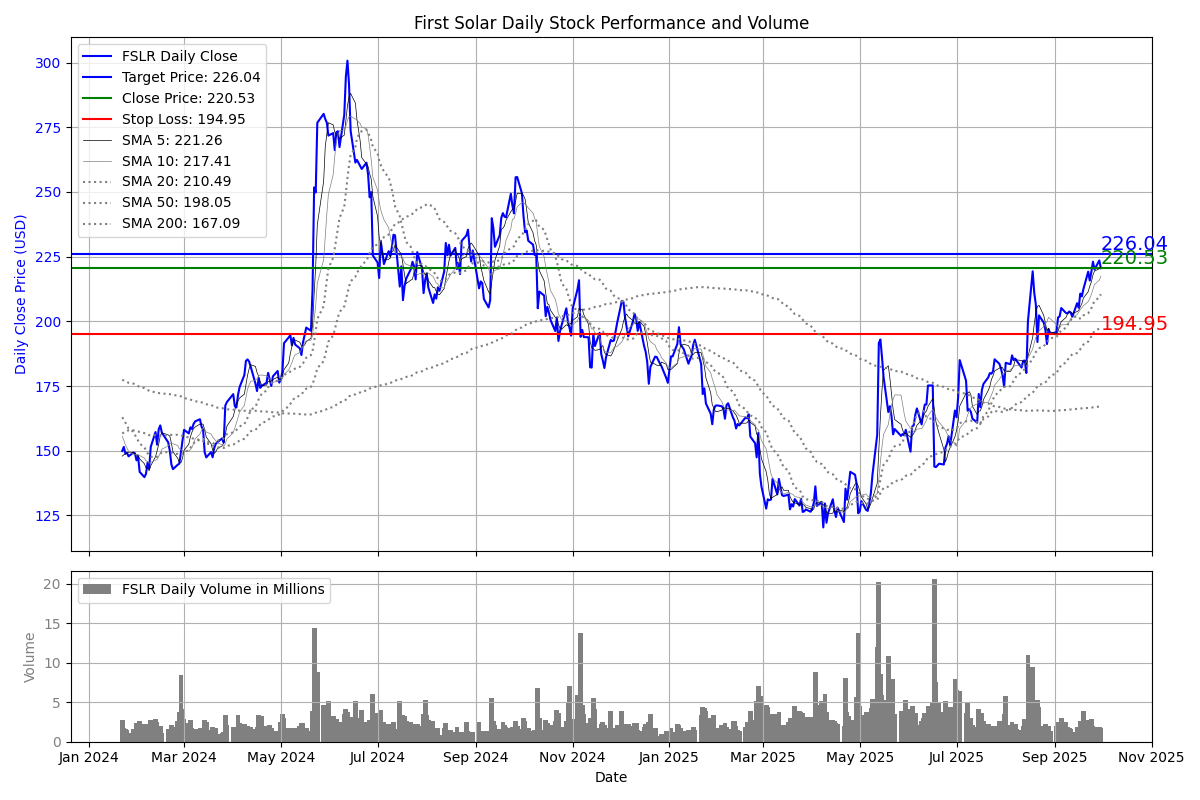 First Solar Daily Stock Performance and Volume
FSLR Daily Close
Target Price: 226.04
Close Price: 220.53
Stop Loss: 194.95
SMA 5: 221.26
SMA 10: 217.41
SMA 20: 210.49
SMA 50: 198.05
SMA 200: 167.09
Daily Close Price (USD)
300
275
250
225
200
175
150
125
226.04
220.53
194.95
FSLR Daily Volume in Millions
Volume
20
15
10
5
0
Jan 2024 Mar 2024 May 2024 Jul 2024 Sep 2024 Nov 2024 Jan 2025 Mar 2025 May 2025 Jul 2025 Sep 2025 Nov 2025
Date